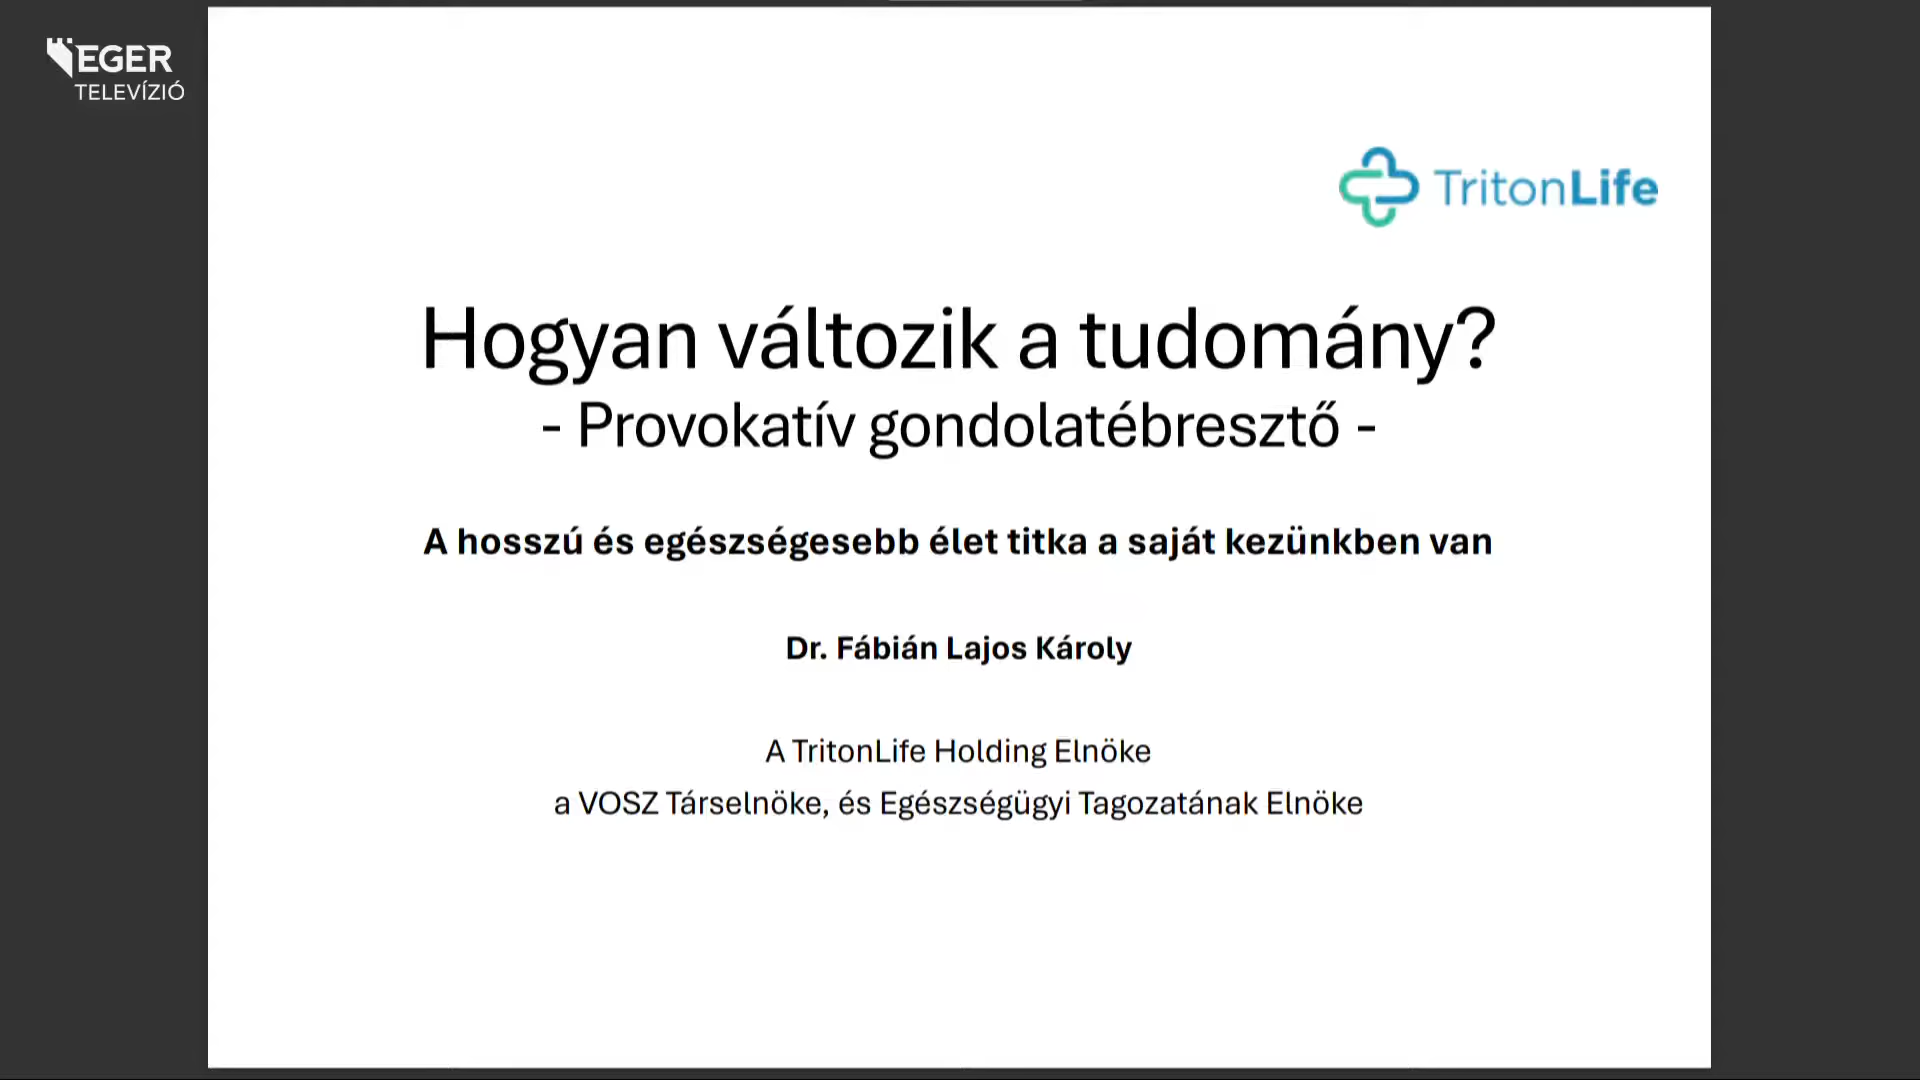 EGER
TELEVÍZIÓ
TritonLife
Hogyan változik a tudomány?
- Provokatív gondolatébresztő -
A hosszú és egészségesebb élet titka a saját kezünkben van
Dr. Fábián Lajos Károly
A TritonLife Holding Elnöke
a VOSZ Társelnöke, és Egészségügyi Tagozatának Elnöke